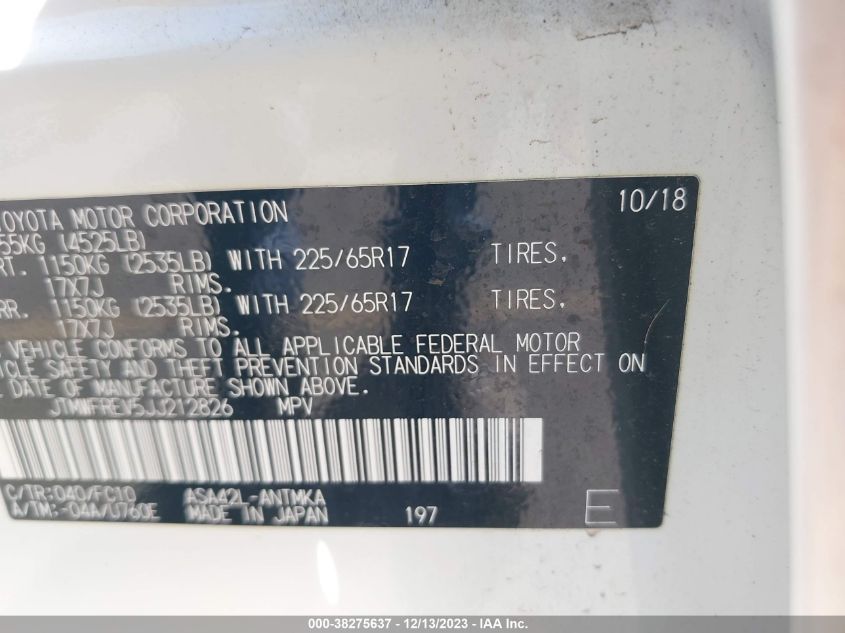 TOYOTA MOTOR CORPORATION 10/18
55KG (4525LB)
RT. 1150KG (2535LB) WITH 225/65R17 TIRES,
17X7J RIMS.
RR. 1150KG (2535LB) WITH 225/65R17 TIRES,
17X7J RIMS.
S VEHICLE CONFORMS TO ALL APPLICABLE FEDERAL MOTOR
ICLE SAFETY AND THEFT PREVENTION STANDARDS IN EFFECT ON
E DATE OF MANUFACTURE SHOWN ABOVE.
JTMWFREV5JJ212826 MPV
C/TR:040/FC10 ASA42L-ANTMKA
A/TM:-04A/U760E MADE IN JAPAN 197 E
000-38275637 - 12/13/2023 - IAA Inc.